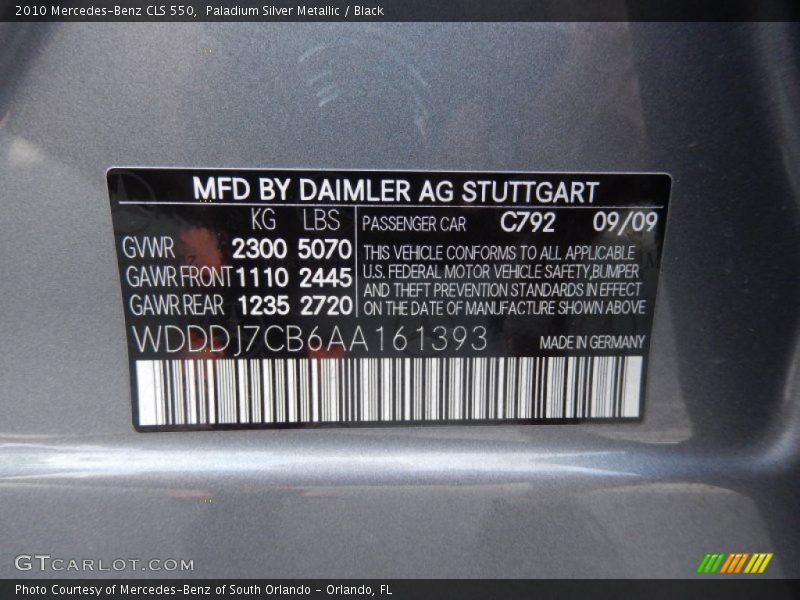 2010 Mercedes-Benz CLS 550,  Paladium Silver Metallic / Black
MFD BY DAIMLER AG STUTTGART
KG LBS PASSENGER CAR C792 09/09
GVWR 2300 5070
GAWR FRONT 1110 2445
GAWR REAR 1235 2720
THIS VEHICLE CONFORMS TO ALL APPLICABLE
U.S. FEDERAL MOTOR VEHICLE SAFETY,BUMPER
AND THEFT PREVENTION STANDARDS IN EFFECT
ON THE DATE OF MANUFACTURE SHOWN ABOVE
WDDDJ7CB6AA161393 MADE IN GERMANY
GTCARLOT.COM
Photo Courtesy of Mercedes-Benz of South Orlando - Orlando, FL